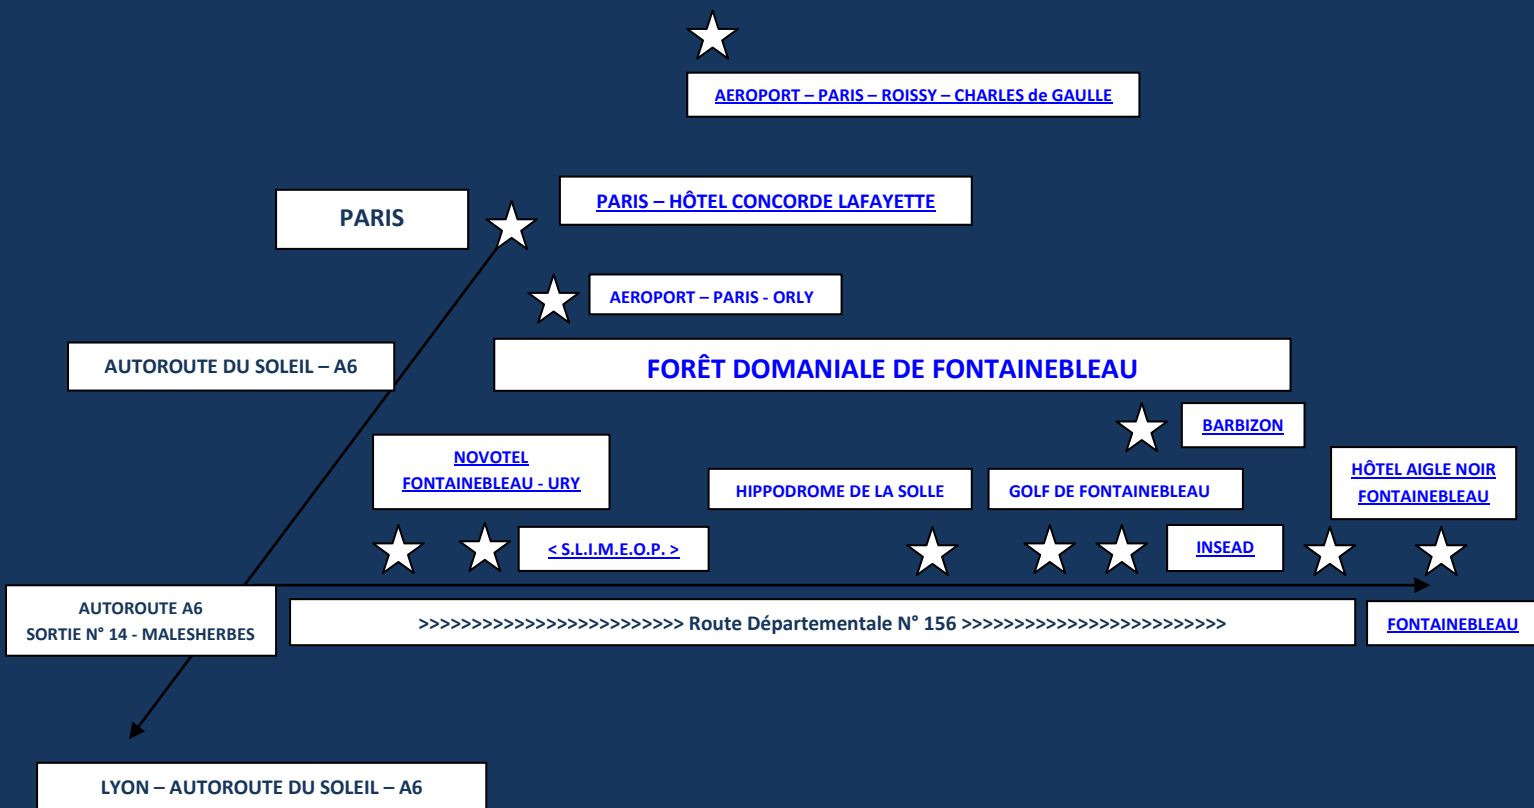 AEROPORT – PARIS – ROISSY – CHARLES de GAULLE
PARIS – HÔTEL CONCORDE LAFAYETTE
PARIS
AEROPORT – PARIS - ORLY
AUTOROUTE DU SOLEIL – A6
FORÊT DOMANIALE DE FONTAINEBLEAU
BARBIZON
NOVOTEL
FONTAINEBLEAU - URY
HIPPODROME DE LA SOLLE
GOLF DE FONTAINEBLEAU
HÔTEL AIGLE NOIR
FONTAINEBLEAU
< S.L.I.M.E.O.P. >
INSEAD
AUTOROUTE A6
SORTIE N° 14 - MALESHERBES
>>>>>>>>>>>>>>>>>>>>>>>>> Route Départementale N° 156 >>>>>>>>>>>>>>>>>>>>>>>>>
FONTAINEBLEAU
LYON – AUTOROUTE DU SOLEIL – A6